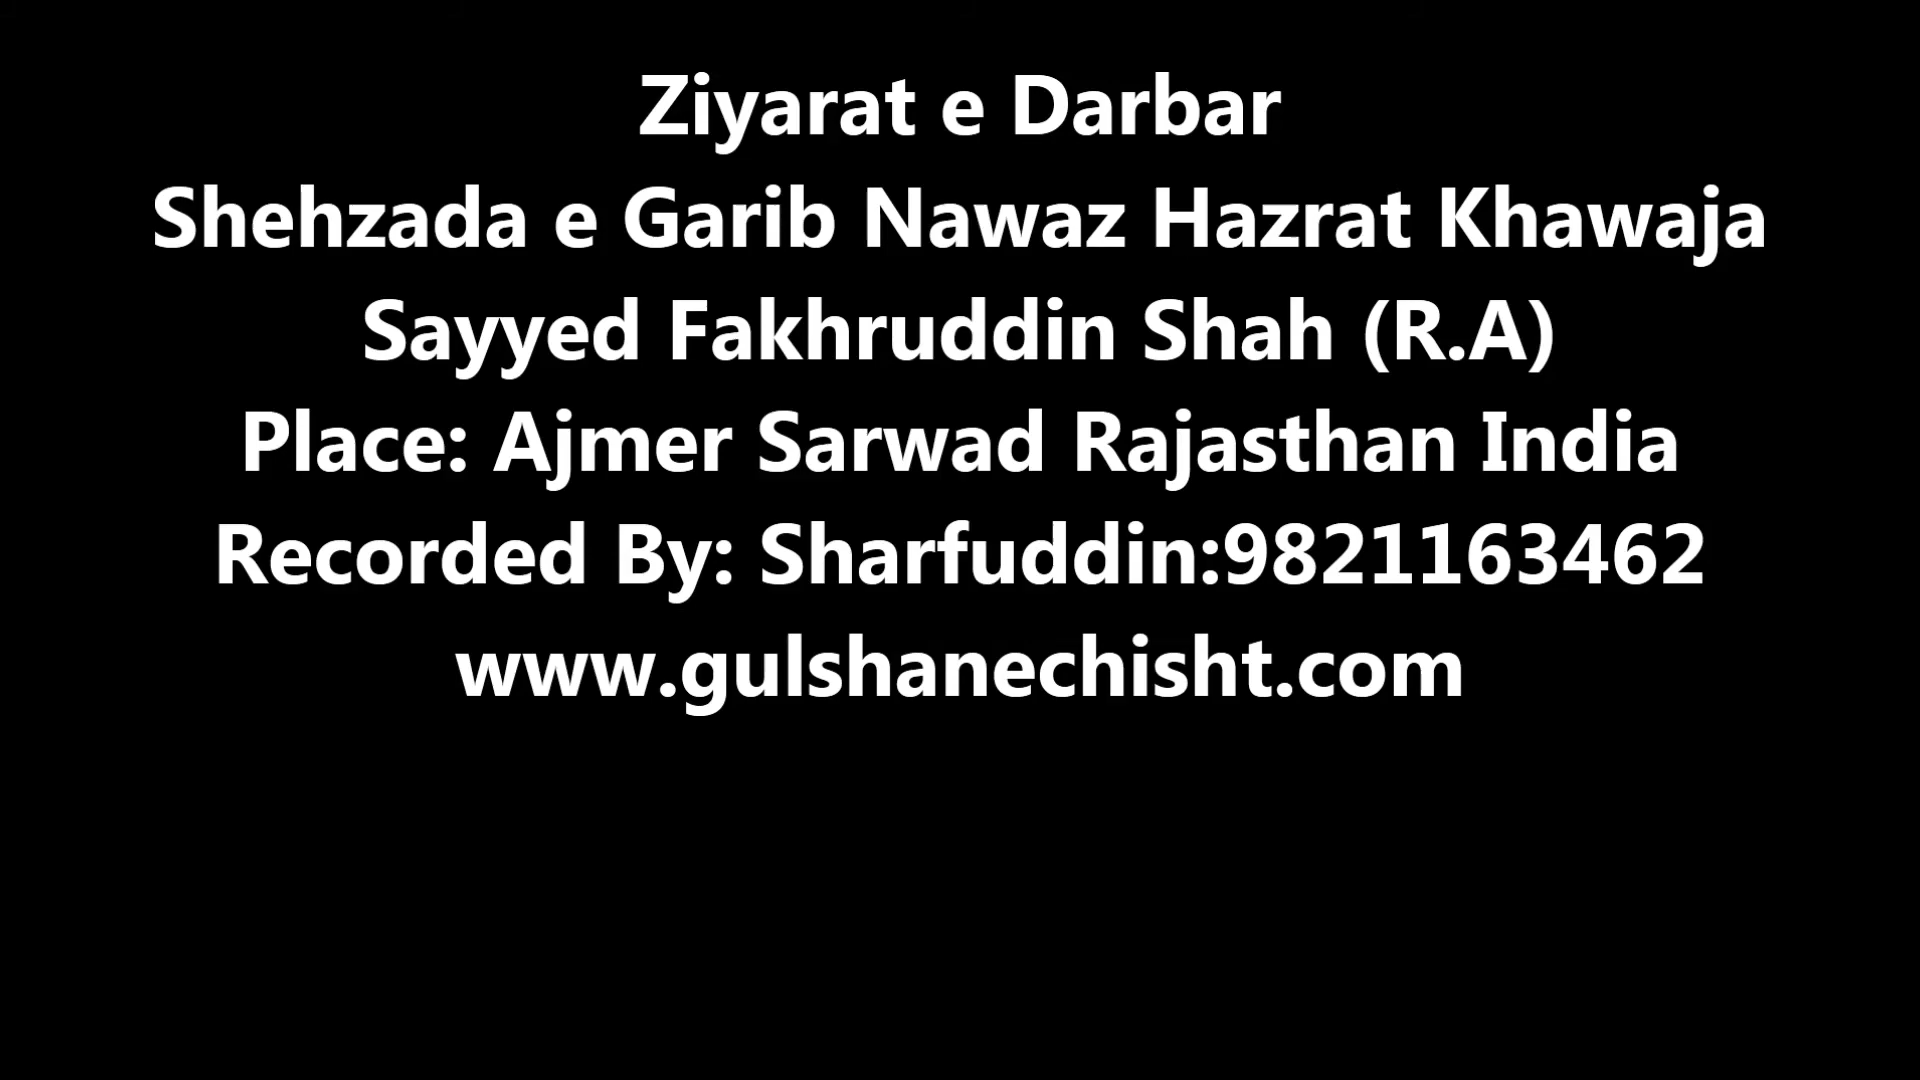 Ziyarat e Darbar
Shehzada e Garib Nawaz Hazrat Khawaja
Sayyed Fakhruddin Shah (R.A)
Place: Ajmer Sarwad Rajasthan India
Recorded By: Sharfuddin:9821163462
www.gulshanechisht.com